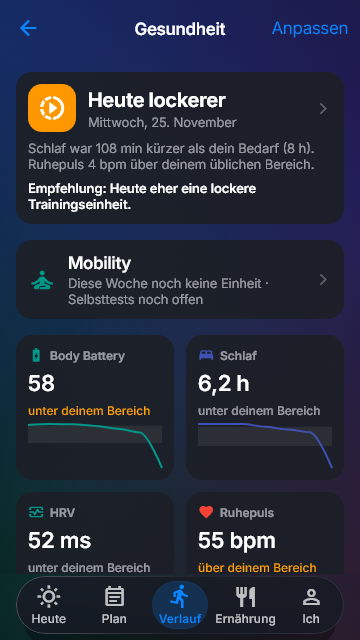 Gesundheit
Anpassen
Heute lockerer
Mittwoch, 25. November
Schlaf war 108 min kürzer als dein Bedarf (8 h).
Ruhepuls 4 bpm über deinem üblichen Bereich.
Empfehlung: Heute eher eine lockere
Trainingseinheit.
Mobility
Diese Woche noch keine Einheit ·
Selbsttests noch offen
Body Battery
58
unter deinem Bereich
Schlaf
6,2 h
unter deinem Bereich
HRV
52 ms
unter deinem Bereich
Ruhepuls
55 bpm
über deinem Bereich
Heute
Plan
Verlauf
Ernährung
Ich